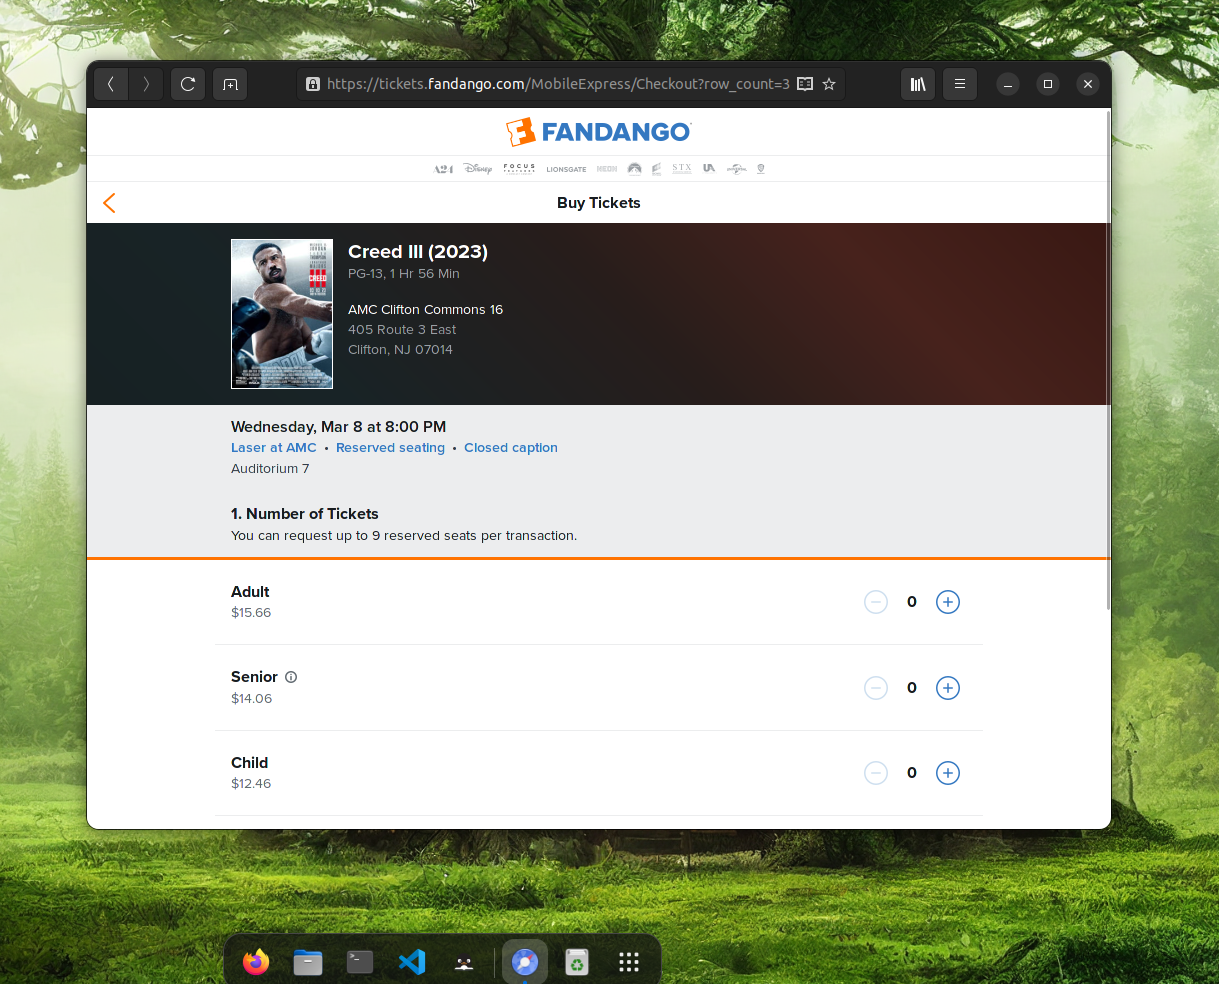 https://tickets.fandango.com/MobileExpress/Checkout?row_count=3
FANDANGO
A24 Disney FOCUS FEATURES LIONSGATE NEON STX UA
Buy Tickets
CREED
Creed III (2023)
PG-13, 1 Hr 56 Min
AMC Clifton Commons 16
405 Route 3 East
Clifton, NJ 07014
Wednesday, Mar 8 at 8:00 PM
Laser at AMC • Reserved seating • Closed caption
Auditorium 7
1. Number of Tickets
You can request up to 9 reserved seats per transaction.
Adult
$15.66
0
Senior
$14.06
0
Child
$12.46
0